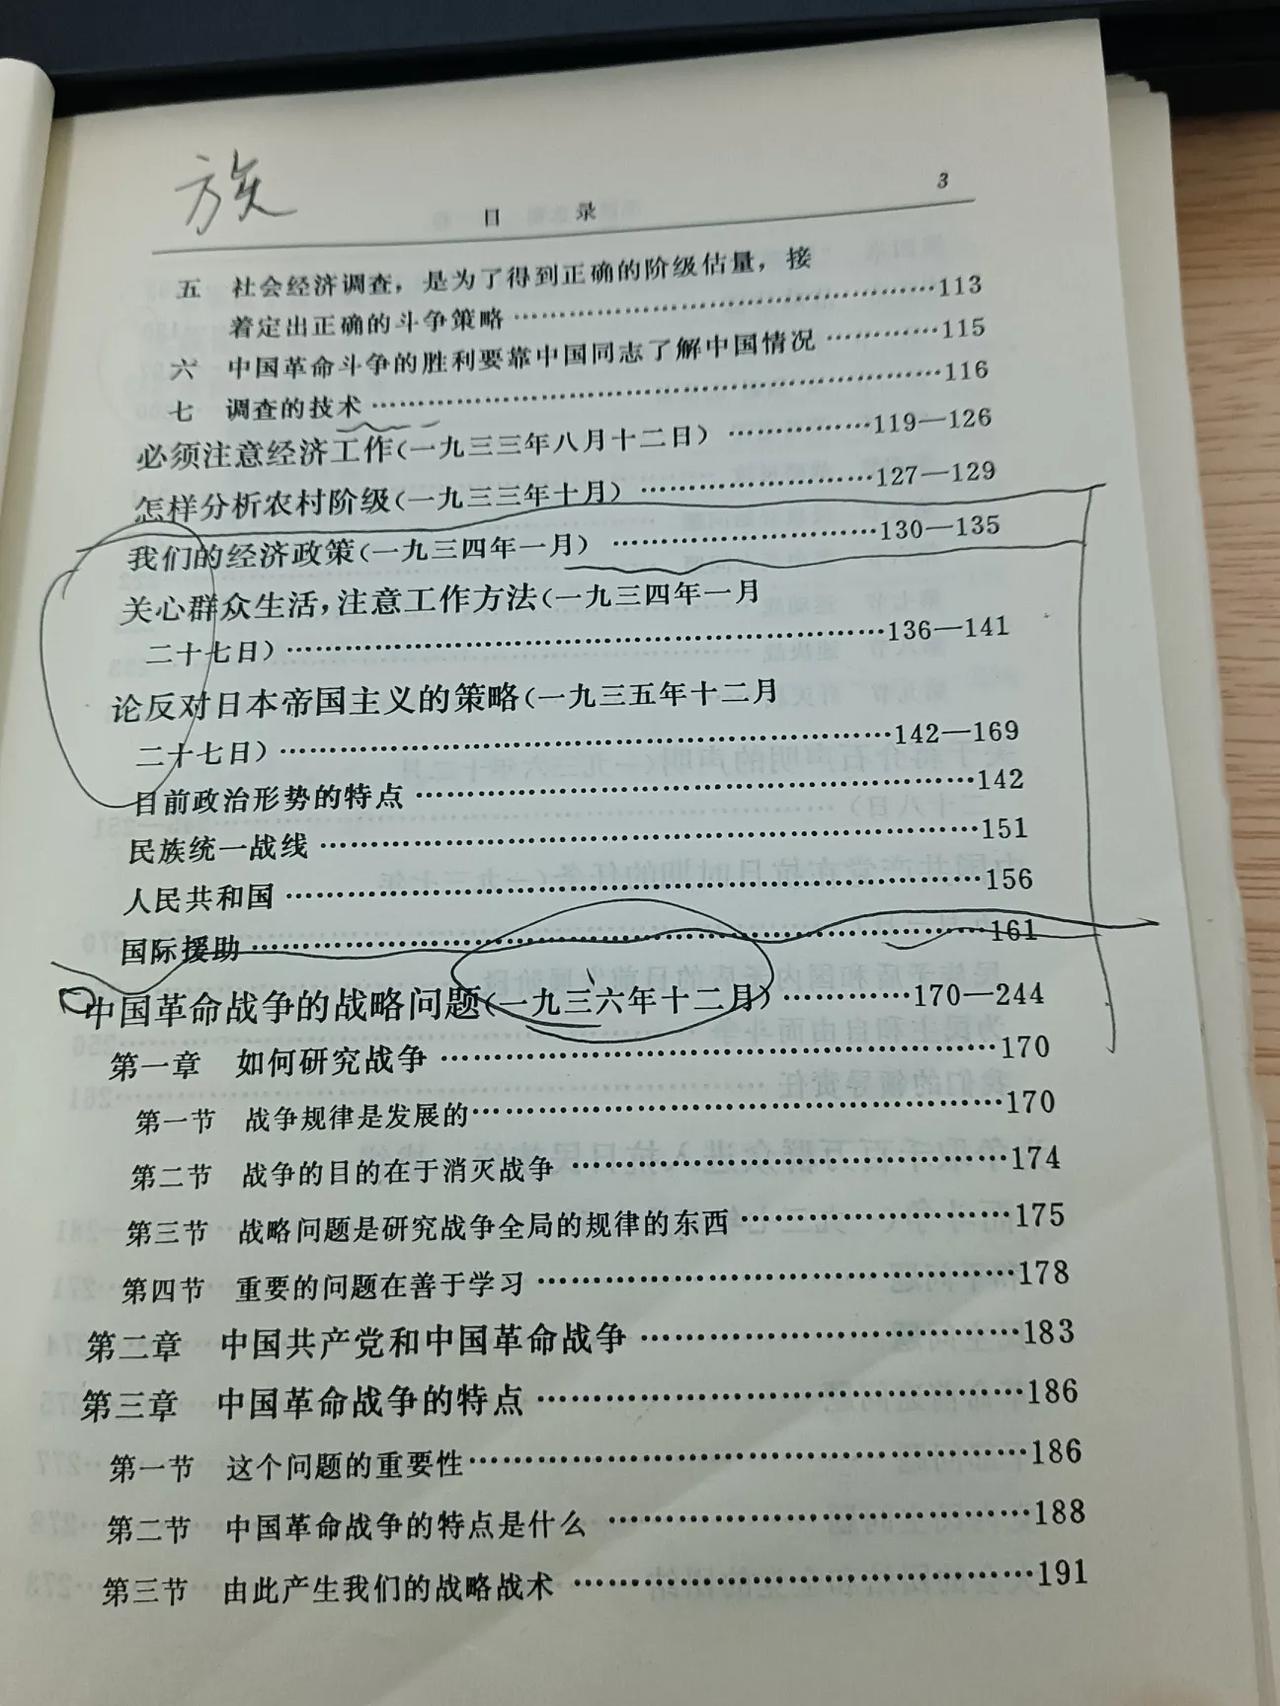 族
目 录 3
五 社会经济调查，是为了得到正确的阶级估量，接
着定出正确的斗争策略……………………………………113
六 中国革命斗争的胜利要靠中国同志了解中国情况…………115
七 调查的技术……………………………………………………116
必须注意经济工作(一九三三年八月十二日)……………119—126
怎样分析农村阶级(一九三三年十月)……………………127—129
我们的经济政策(一九三四年一月)………………………130—135
关心群众生活，注意工作方法(一九三四年一月
二十七日)…………………………………………………136—141
论反对日本帝国主义的策略(一九三五年十二月
二十七日)…………………………………………………142—169
目前政治形势的特点……………………………………………142
民族统一战线……………………………………………………151
人民共和国………………………………………………………156
国际援助…………………………………………………………161
中国革命战争的战略问题(一九三六年十二月)…………170—244
第一章 如何研究战争……………………………………………170
第一节 战争规律是发展的………………………………………170
第二节 战争的目的在于消灭战争………………………………174
第三节 战略问题是研究战争全局的规律的东西………………175
第四节 重要的问题在善于学习…………………………………178
第二章 中国共产党和中国革命战争……………………………183
第三章 中国革命战争的特点……………………………………186
第一节 这个问题的重要性………………………………………186
第二节 中国革命战争的特点是什么……………………………188
第三节 由此产生我们的战略战术………………………………191